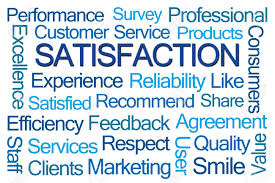 Performance Survey Professional
Customer Service Products
Excellence
SATISFACTION
Consumers
Experience Reliability Like
Satisfied Recommend Share
Efficiency Feedback Agreement
Staff
Services Respect User Quality Value
Clients Marketing Smile